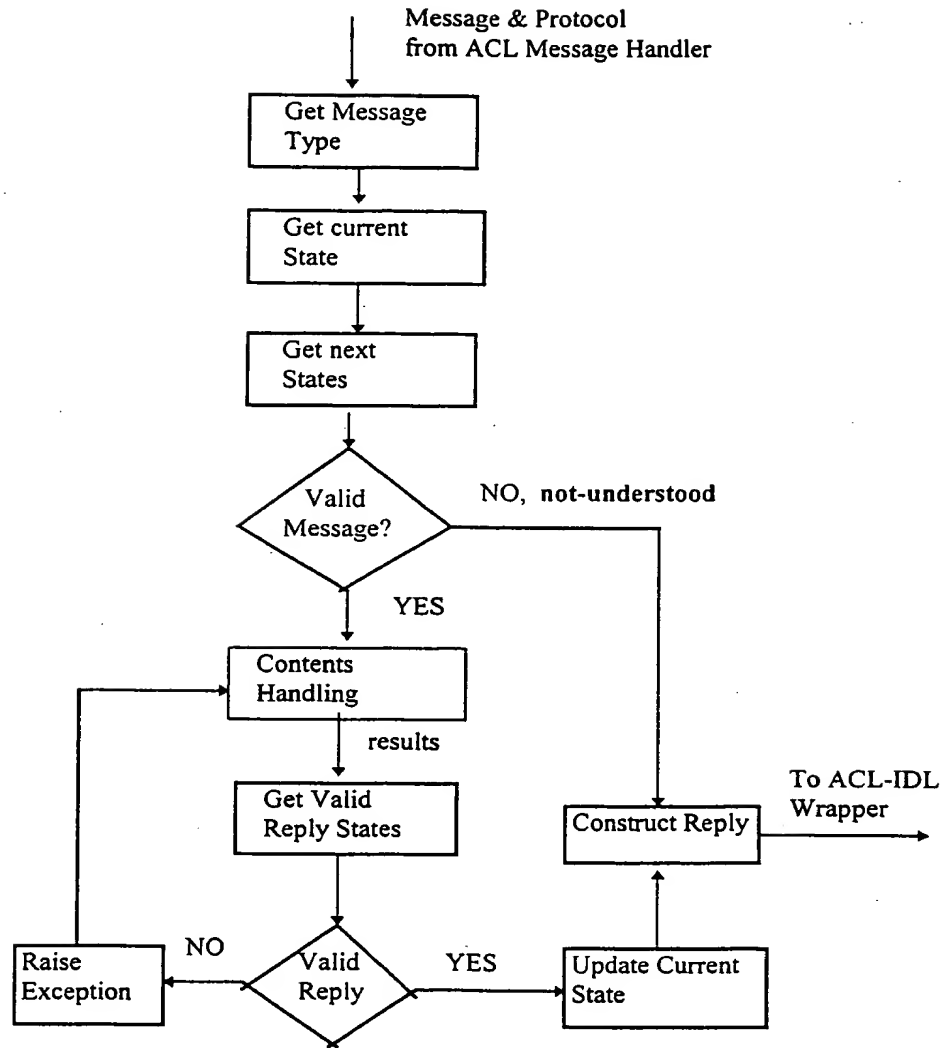 Message & Protocol
from ACL Message Handler
Get Message
Type
Get current
State
Get next
States
Valid
Message?
NO, not-understood
YES
Contents
Handling
results
Get Valid
Reply States
To ACL-IDL
Wrapper
Construct Reply
Raise
Exception
NO
Valid
Reply
YES
Update Current
State